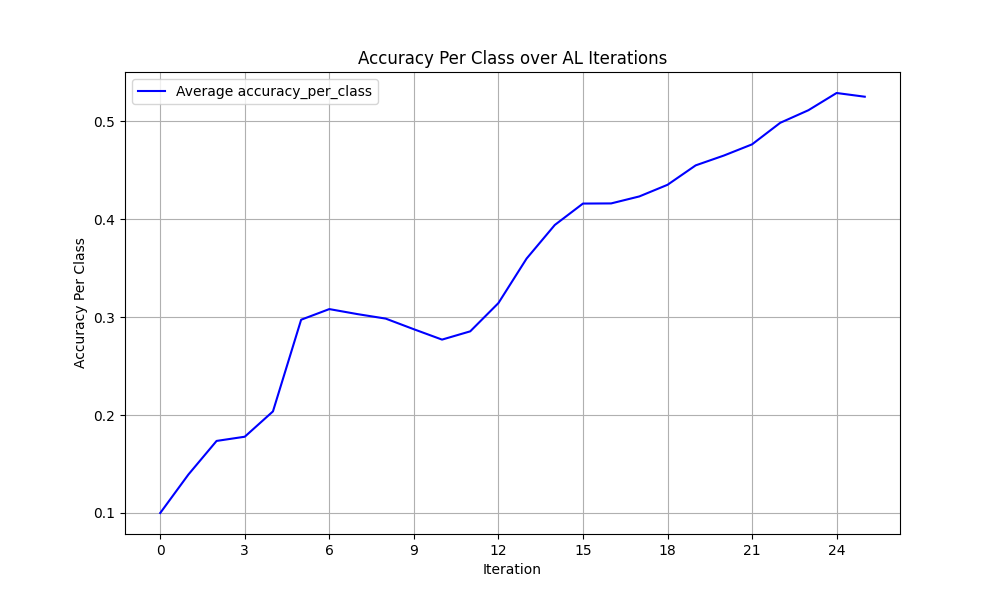 Accuracy Per Class over AL Iterations
Average accuracy_per_class
Accuracy Per Class
0.5
0.4
0.3
0.2
0.1
0 3 6 9 12 15 18 21 24
Iteration